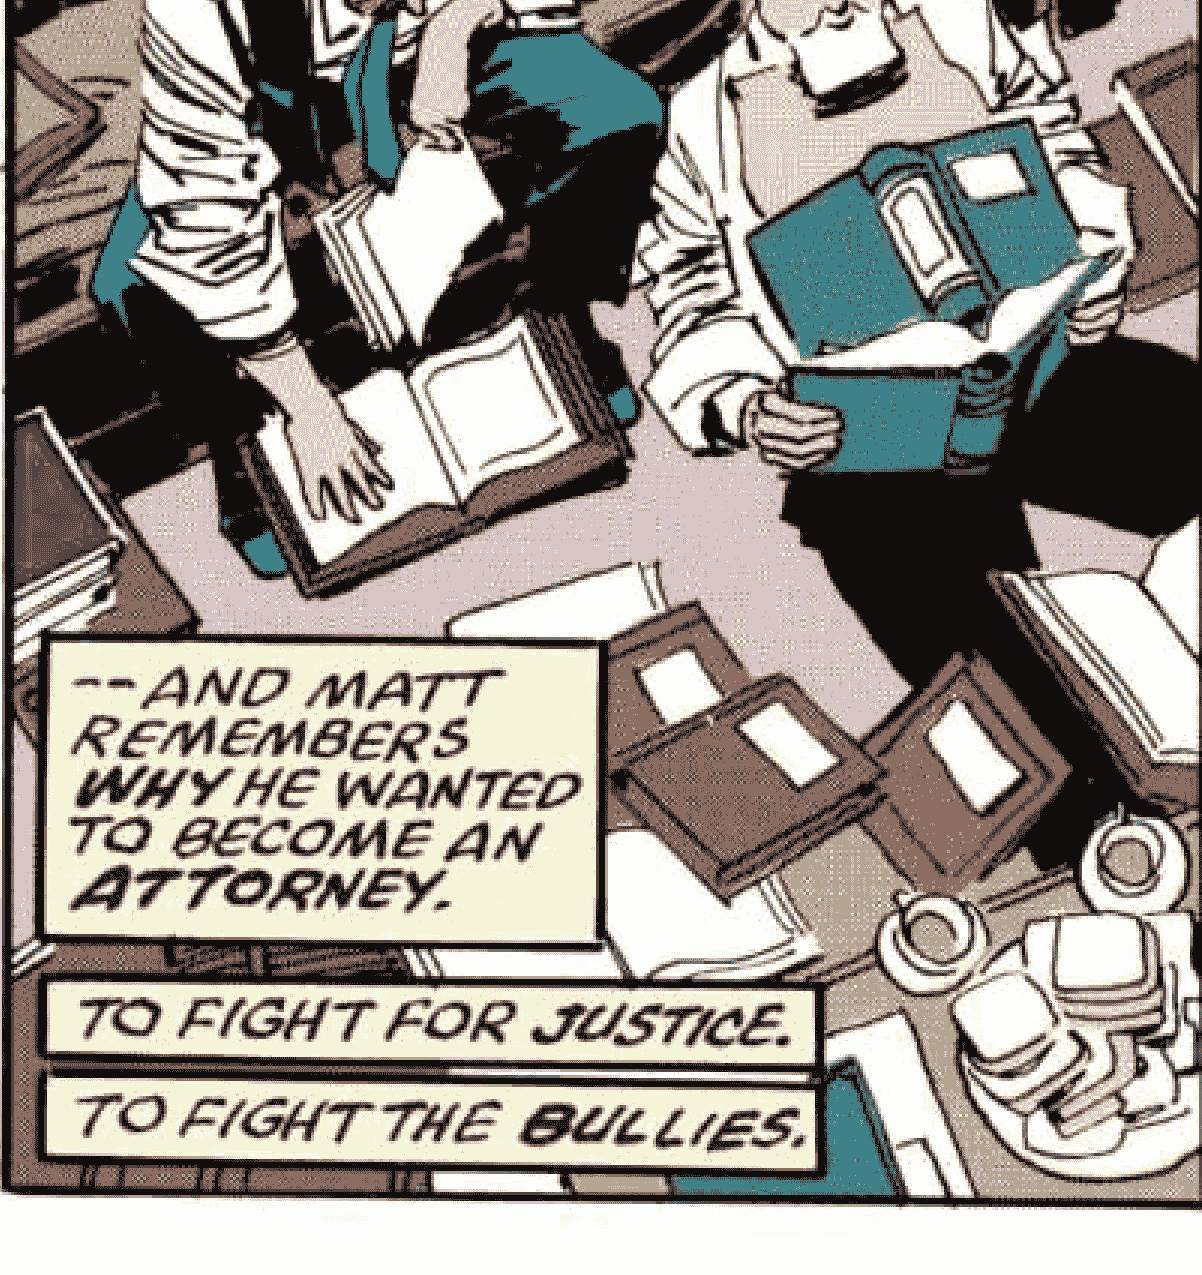 --AND MATT
REMEMBERS
WHY HE WANTED
TO BECOME AN
ATTORNEY.
TO FIGHT FOR JUSTICE.
TO FIGHT THE BULLIES.